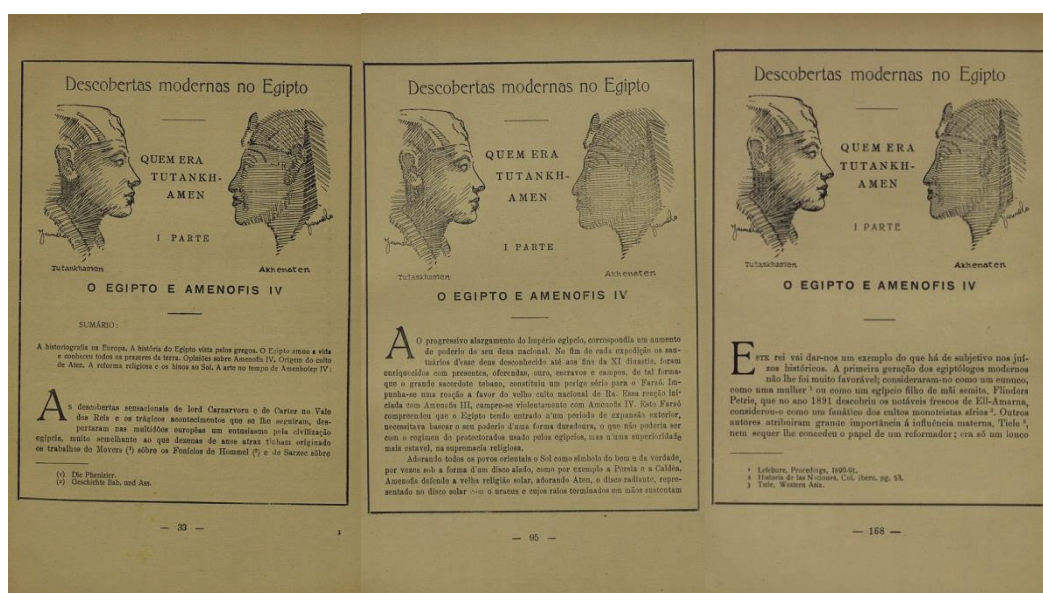 Descobertas modernas no Egipto
QUEM ERA
TUTANKH-
AMEN
I PARTE
Tutankhamen
Akhenaten
O EGIPTO E AMENOFIS IV
SUMÁRIO:
A historiografia na Europa. A história do Egipto vista pelos gregos. O Egipto amou a vida
e conheceu todos os prazeres da terra. Opiniões sobre Amenofis IV. Origem do culto
de Aten. A reforma religiosa e os hinos ao Sol. A arte no tempo de Amenhotep IV:
As descobertas sensacionais de lord Carnarvoru e de Carter no Vale
dos Reis e os trágicos acontecimentos que se lhe seguiram, des-
pertaram nas multidões européas um entusiasmo pela civilização
egípcia, muito semelhante ao que dezenas de anos atraz tinham originado
os trabalhos de Movers (¹) sôbre os Fenícios de Hommel (²) e de Sarzec sôbre
(1) Die Phenizier.
(2) Geschichte Bab. und Ass.
— 33 —
3
Descobertas modernas no Egipto
QUEM ERA
TUTANKH-
AMEN
I PARTE
Tutankhamen
Akhenaten
O EGIPTO E AMENOFIS IV
AO progressivo alargamento do Império egípcio, correspondia um aumento
de poderio do seu deus nacional. No fim de cada expedição os san-
tuários d'esse deus desconhecido até aos fins da XI dinastia, foram
enriquecidos com presentes, oferendas, ouro, escravos e campos, de tal forma
que o grande sacerdote tebano, constituiu um perigo sério para o Faraó. Im-
punha-se uma reação a favor do velho culto nacional de Ra. Essa reação ini-
ciada com Amenofis III, cumpre-se violentamente com Amenofis IV. Este Faraó
compreendeu que o Egipto tendo entrado n'um período de expansão exterior,
necessitava basear o seu poderio d'uma forma duradoura, o que não poderia ser
com o regimen de protectorados usado pelos egípcios, mas n'uma superioridade
mais estavel, na supremacia religiosa.
Adorando todos os povos orientais o Sol como simbolo do bem e da verdade,
por vezes sob a forma d'um disco alado, como por exemplo a Persia e a Caldéa,
Amenofis defende a velha religião solar, adorando Aten, o disco radiante, repre-
sentado no disco solar com o uraeus e cujos raios terminados em mãos sustentam
— 95 —
Descobertas modernas no Egipto
QUEM ERA
TUTANKH-
AMEN
I PARTE
Tutankhamen
Akhenaten
O EGIPTO E AMENOFIS IV
ESTE rei vai dar-nos um exemplo do que há de subjetivo nos juí-
zos históricos. A primeira geração dos egiptólogos modernos
não lhe foi muito favorável; consideraram-no como um eunuco,
como uma mulher ¹ ou como um egípcio filho de mãi semita, Flinders
Petrie, que no ano 1891 descobriu os notáveis frescos de Ell-Amarna,
considerou-o como um fanático dos cultos monoteistas sírios ². Outros
autores atribuiram grande importância á influência materna. Tiele ³,
nem sequer lhe concedeu o papel de um reformador; era só um louco
1 Lefebure, Procedings, 1890-91.
2 Historia de las Naciones. Col. Ibera. pg. 53.
3 Tiele, Western Asia.
— 168 —